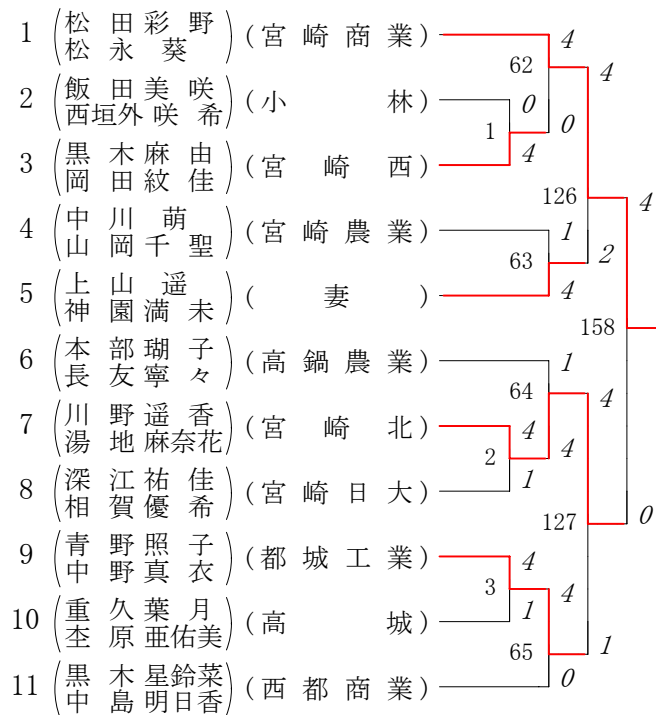 1 松田彩野 松永葵 (宮崎商業)
2 飯田美咲 西垣外咲希 (小林)
3 黒木麻由 岡田紋佳 (宮崎西)
4 中川萌 山岡千聖 (宮崎農業)
5 上山遥 神園満未 (妻)
6 本部瑚子 長友寧々 (高鍋農業)
7 川野遥香 湯地麻奈花 (宮崎北)
8 深江祐佳 相賀優希 (宮崎日大)
9 青野照子 中野真衣 (都城工業)
10 重久葉月 杢原亜佑美 (高城)
11 黒木星鈴菜 中島明日香 (西都商業)
4
62
4
0
1
0
4
126
4
1
63
2
4
158
1
64
4
4
2
4
1
127
0
4
3
4
1
65
1
0